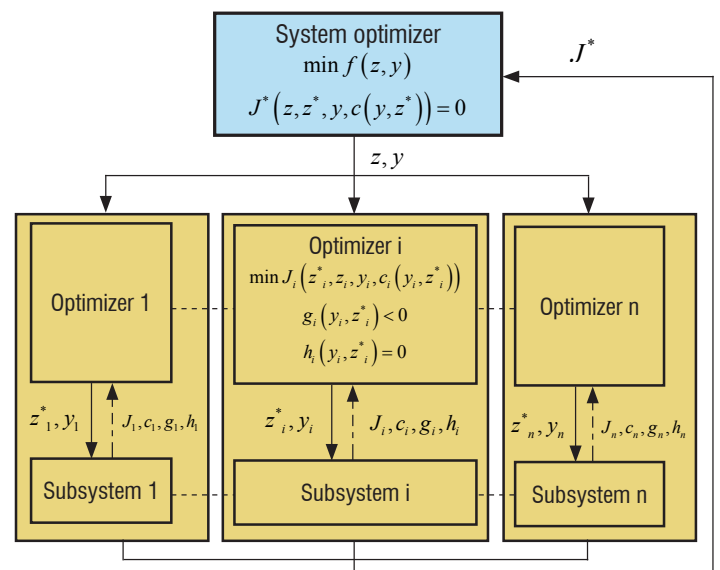 System optimizer
min f(z, y)
J*(z, z*, y, c(y, z*)) = 0
J*
z, y
Optimizer 1
Optimizer i
min J_i(z*_i, z_i, y_i, c_i(y_i, z*_i))
g_i(y_i, z*_i) < 0
h_i(y_i, z*_i) = 0
Optimizer n
z*_1, y_1
J_1, c_1, g_1, h_1
z*_i, y_i
J_i, c_i, g_i, h_i
z*_n, y_n
J_n, c_n, g_n, h_n
Subsystem 1
Subsystem i
Subsystem n